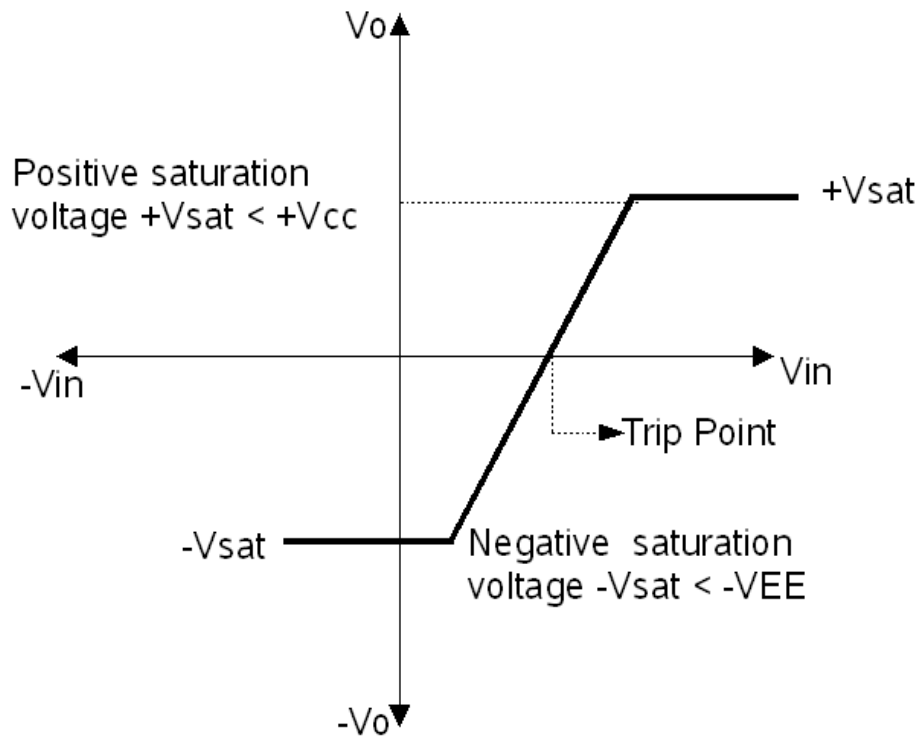 Vo
Positive saturation
voltage +Vsat < +Vcc
+Vsat
-Vin
Vin
Trip Point
-Vsat
Negative saturation
voltage -Vsat < -VEE
-Vo